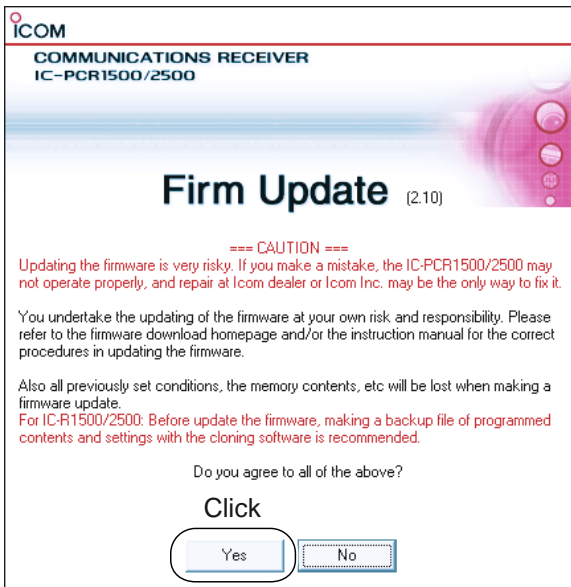 ICOM
COMMUNICATIONS RECEIVER
IC-PCR1500/2500
Firm Update (2.10)
=== CAUTION ===
Updating the firmware is very risky. If you make a mistake, the IC-PCR1500/2500 may
not operate properly, and repair at Icom dealer or Icom Inc. may be the only way to fix it.
You undertake the updating of the firmware at your own risk and responsibility. Please
refer to the firmware download homepage and/or the instruction manual for the correct
procedures in updating the firmware.
Also all previously set conditions, the memory contents, etc will be lost when making a
firmware update.
For IC-R1500/2500: Before update the firmware, making a backup file of programmed
contents and settings with the cloning software is recommended.
Do you agree to all of the above?
Click
Yes No